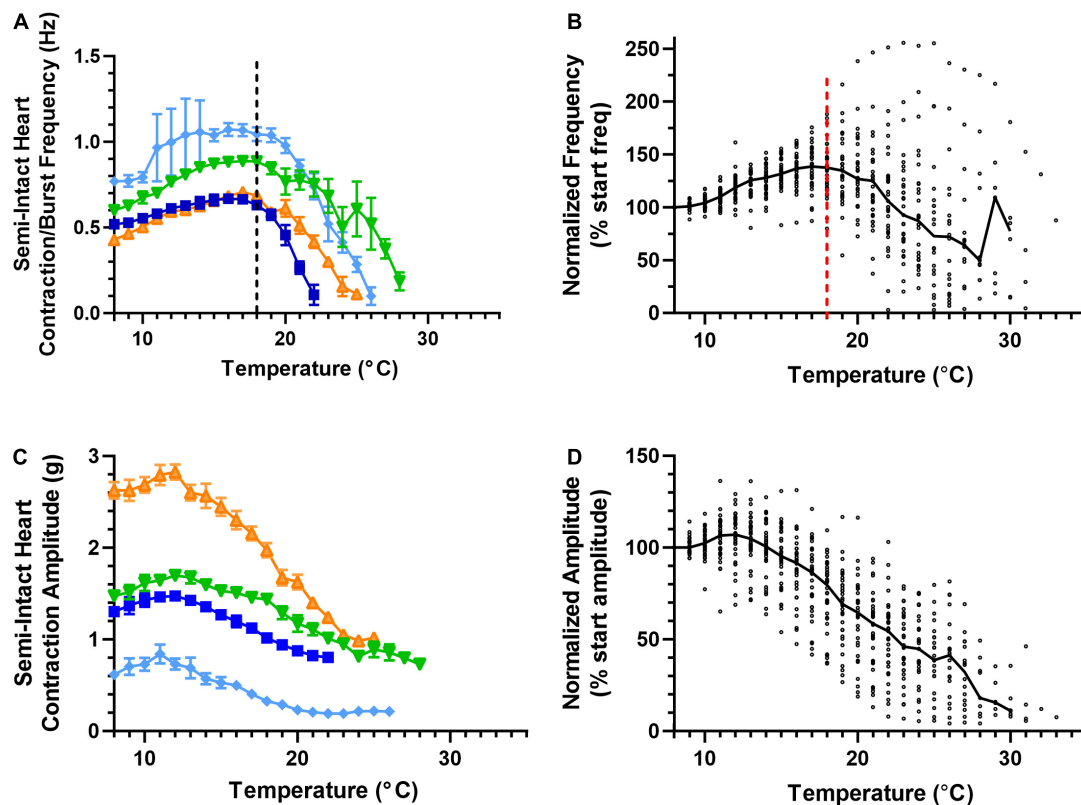 A
Semi-Intact Heart
Contraction/Burst Frequency (Hz)
1.5
1.0
0.5
0.0
10
20
30
Temperature (°C)
B
Normalized Frequency
(% start freq)
250
200
150
100
50
0
10
20
30
Temperature (°C)
C
Semi-Intact Heart
Contraction Amplitude (g)
3
2
1
0
10
20
30
Temperature (°C)
D
Normalized Amplitude
(% start amplitude)
150
100
50
0
10
20
30
Temperature (°C)